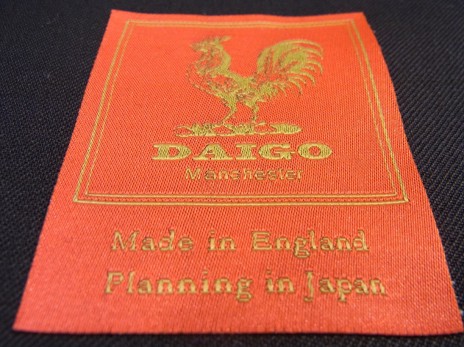 DAIGO
Manchester
Made in England
Planning in Japan